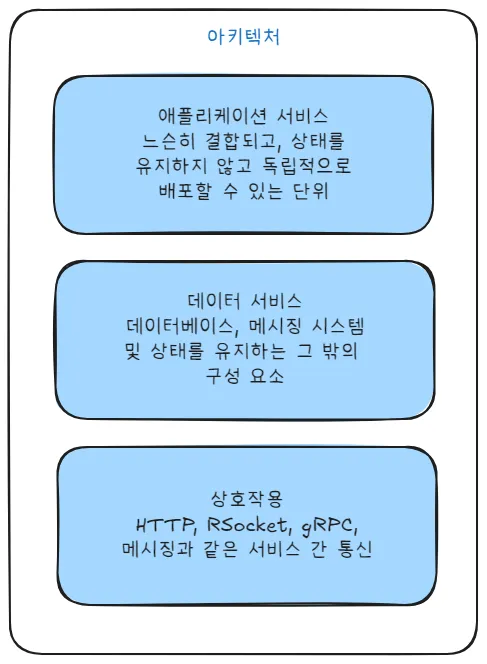 아키텍처
애플리케이션 서비스
느슨히 결합되고, 상태를
유지하지 않고 독립적으로
배포할 수 있는 단위
데이터 서비스
데이터베이스, 메시징 시스템
및 상태를 유지하는 그 밖의
구성 요소
상호작용
HTTP, RSocket, gRPC,
메시징과 같은 서비스 간 통신